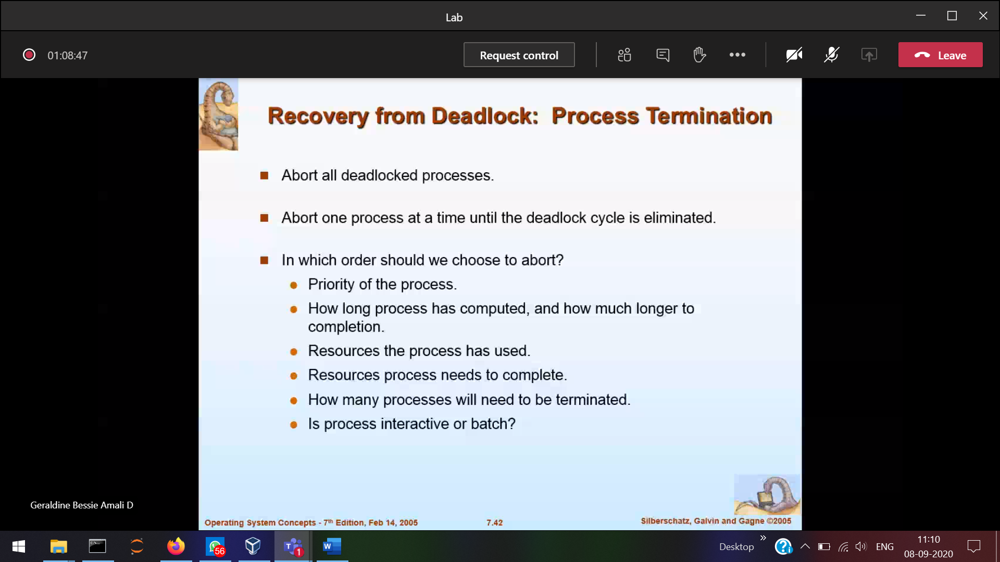 Lab
01:08:47
Request control
Leave
Recovery from Deadlock: Process Termination
Abort all deadlocked processes.
Abort one process at a time until the deadlock cycle is eliminated.
In which order should we choose to abort?
Priority of the process.
How long process has computed, and how much longer to
completion.
Resources the process has used.
Resources process needs to complete.
How many processes will need to be terminated.
Is process interactive or batch?
Geraldine Bessie Amali D
Operating System Concepts - 7th Edition, Feb 14, 2005
7.42
Silberschatz, Galvin and Gagne ©2005
56
T
1
W
Desktop
ENG
11:10
08-09-2020